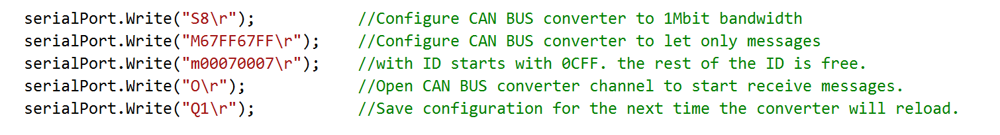 serialPort.Write("S8\r"); //Configure CAN BUS converter to 1Mbit bandwidth
serialPort.Write("M67FF67FF\r"); //Configure CAN BUS converter to let only messages
serialPort.Write("m00070007\r"); //with ID starts with 0CFF. the rest of the ID is free.
serialPort.Write("O\r"); //Open CAN BUS converter channel to start receive messages.
serialPort.Write("Q1\r"); //Save configuration for the next time the converter will reload.